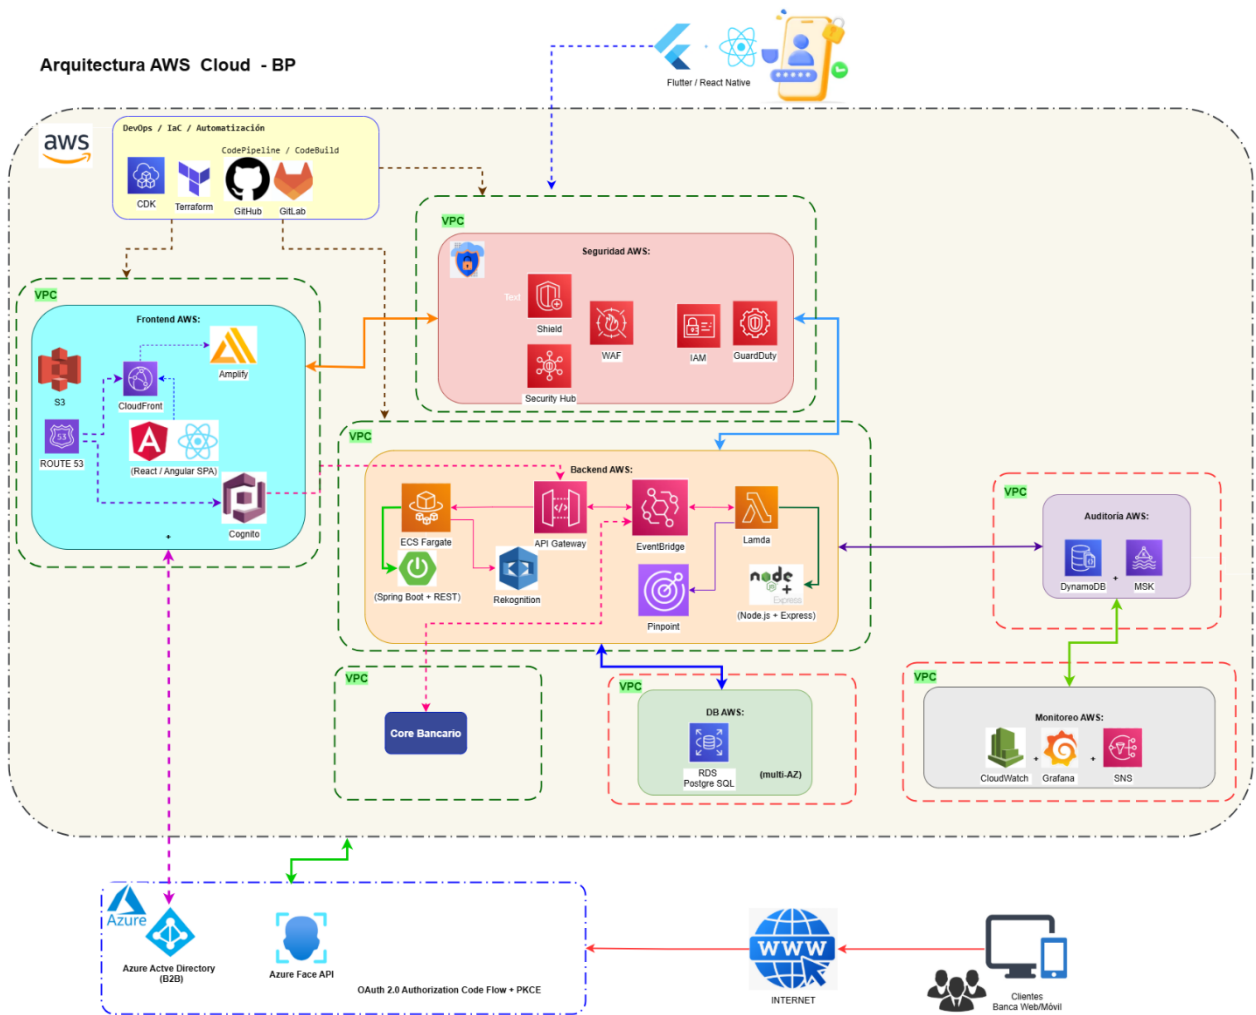 Arquitectura AWS Cloud - BP
Flutter / React Native
aws
DevOps / IaC / Automatización
CodePipeline / CodeBuild
CDK
Terraform
GitHub
GitLab
VPC
Seguridad AWS:
Text
Shield
WAF
IAM
GuardDuty
Security Hub
VPC
Frontend AWS:
Amplify
S3
CloudFront
53
ROUTE 53
(React / Angular SPA)
Cognito
+
VPC
Backend AWS:
ECS Fargate
API Gateway
EventBridge
Lamda
(Spring Boot + REST)
Rekognition
Pinpoint
node
JS
+
Express
(Node.js + Express)
VPC
Auditoría AWS:
DynamoDB
+
MSK
VPC
Core Bancario
VPC
DB AWS:
RDS
Postgre SQL
(multi-AZ)
VPC
Monitoreo AWS:
CloudWatch
+
Grafana
+
SNS
Azure
Azure Actve Directory
(B2B)
Azure Face API
OAuth 2.0 Authorization Code Flow + PKCE
WWW
INTERNET
Clientes
Banca Web/Móvil